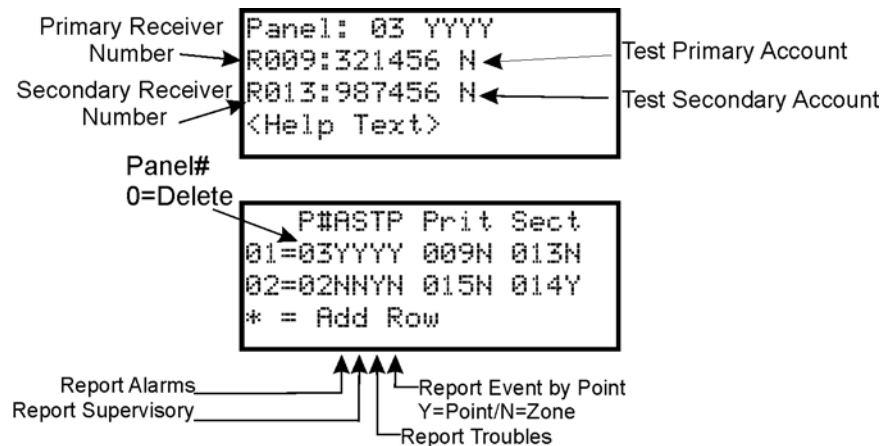 Primary Receiver
Number
Secondary Receiver
Number
Panel: 03 YYYY
R009:321456 N
R013:987456 N
<Help Text>
Test Primary Account
Test Secondary Account
Panel#
0=Delete
P#ASTP Prit Sect
01=03YYYY 009N 013N
02=02NNYN 015N 014Y
* = Add Row
Report Alarms
Report Supervisory
Report Event by Point
Y=Point/N=Zone
Report Troubles